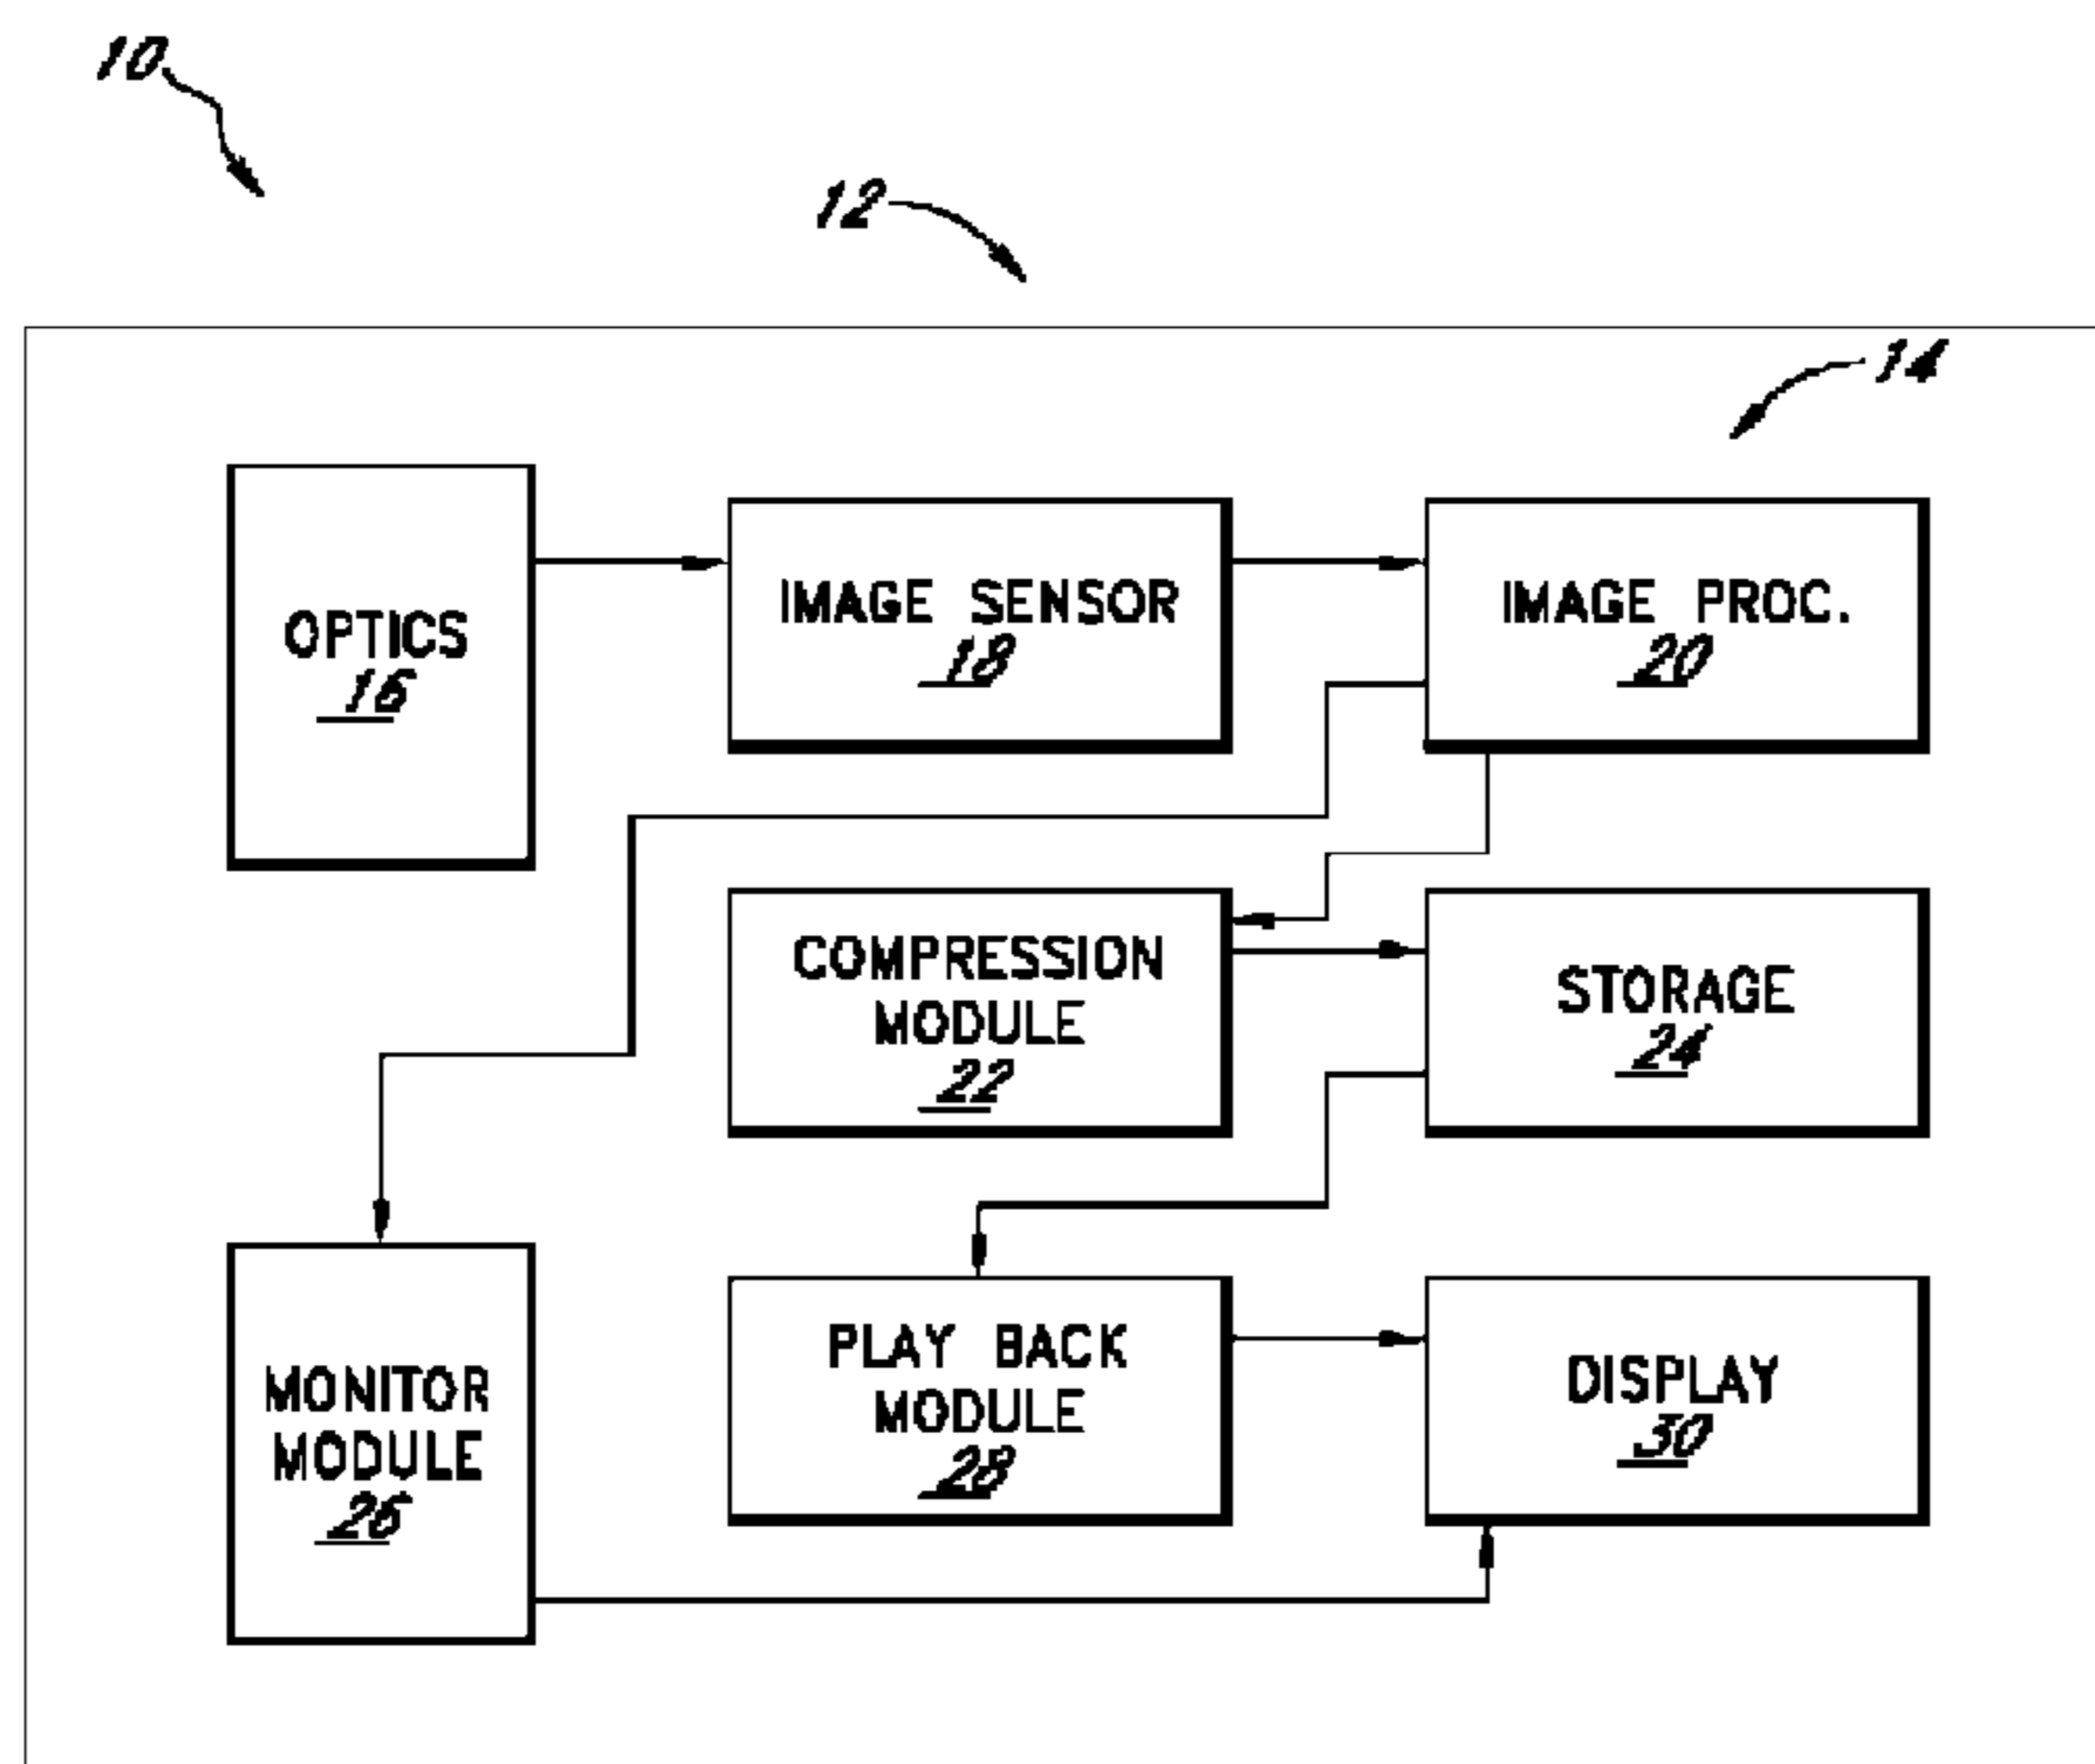 10
12
14
OPTICS
16
IMAGE SENSOR
18
IMAGE PROC.
20
COMPRESSION
MODULE
22
STORAGE
24
MONITOR
MODULE
26
PLAY BACK
MODULE
28
DISPLAY
30